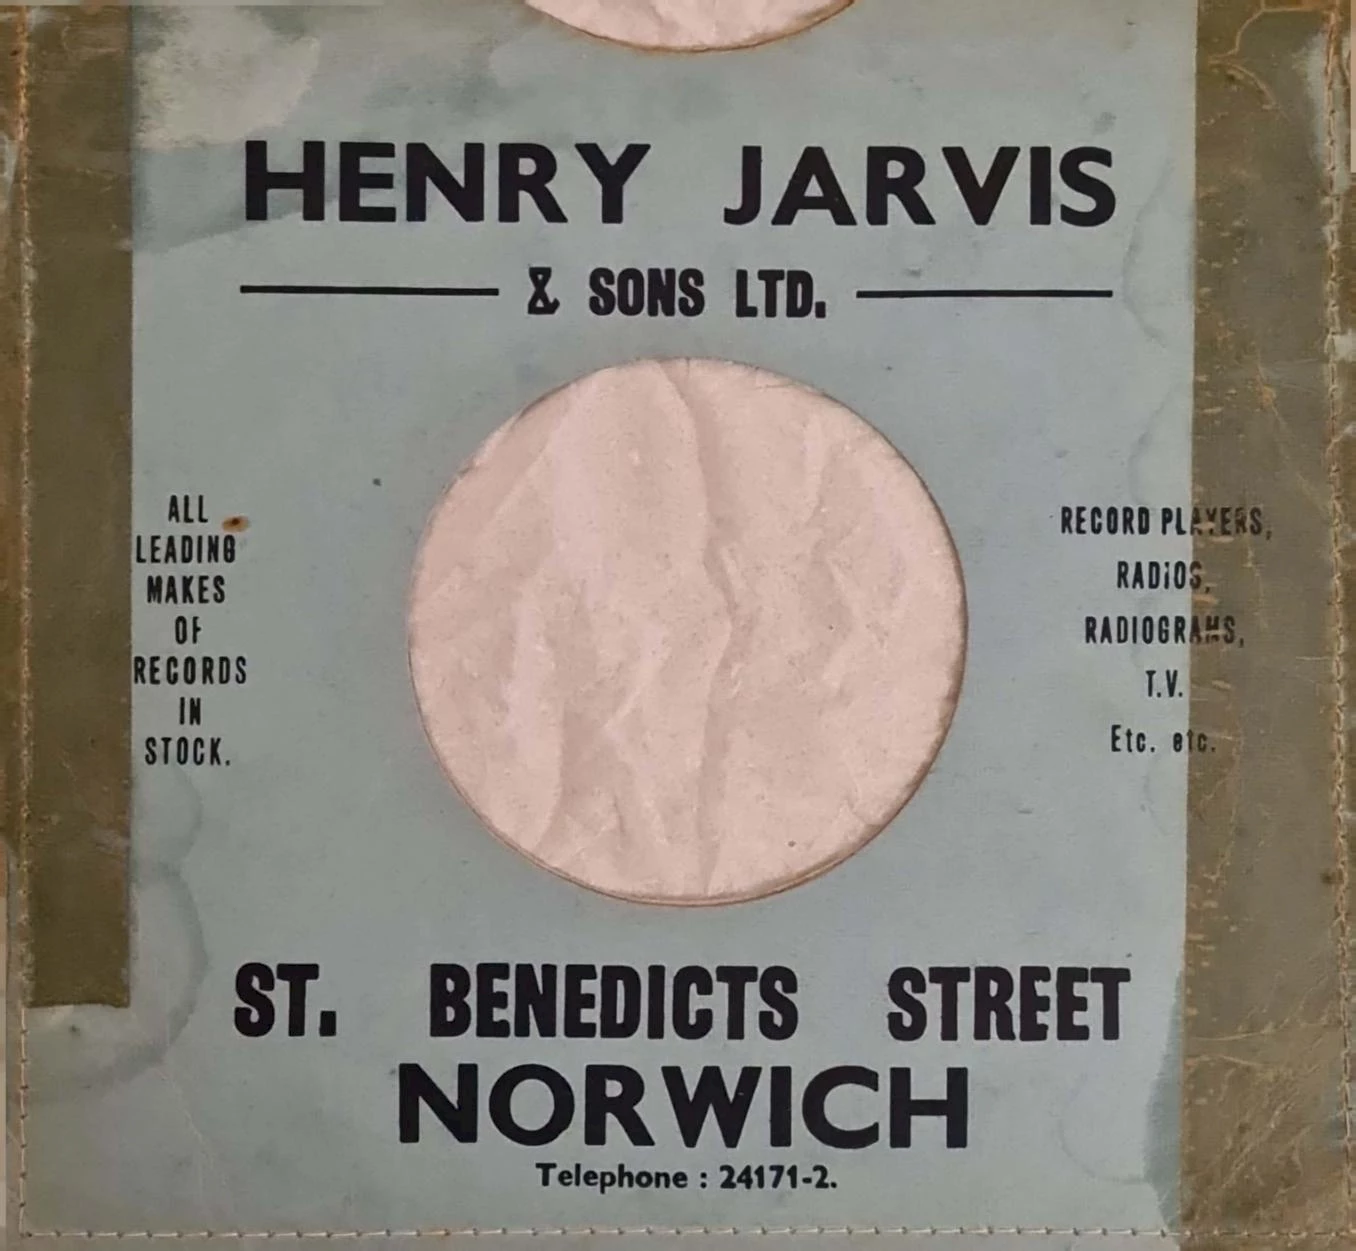 HENRY JARVIS
& SONS LTD.
ALL
LEADING
MAKES
OF
RECORDS
IN
STOCK.
RECORD PLAYERS,
RADIOS,
RADIOGRAMS,
T.V.
Etc. etc.
ST. BENEDICTS STREET
NORWICH
Telephone : 24171-2.